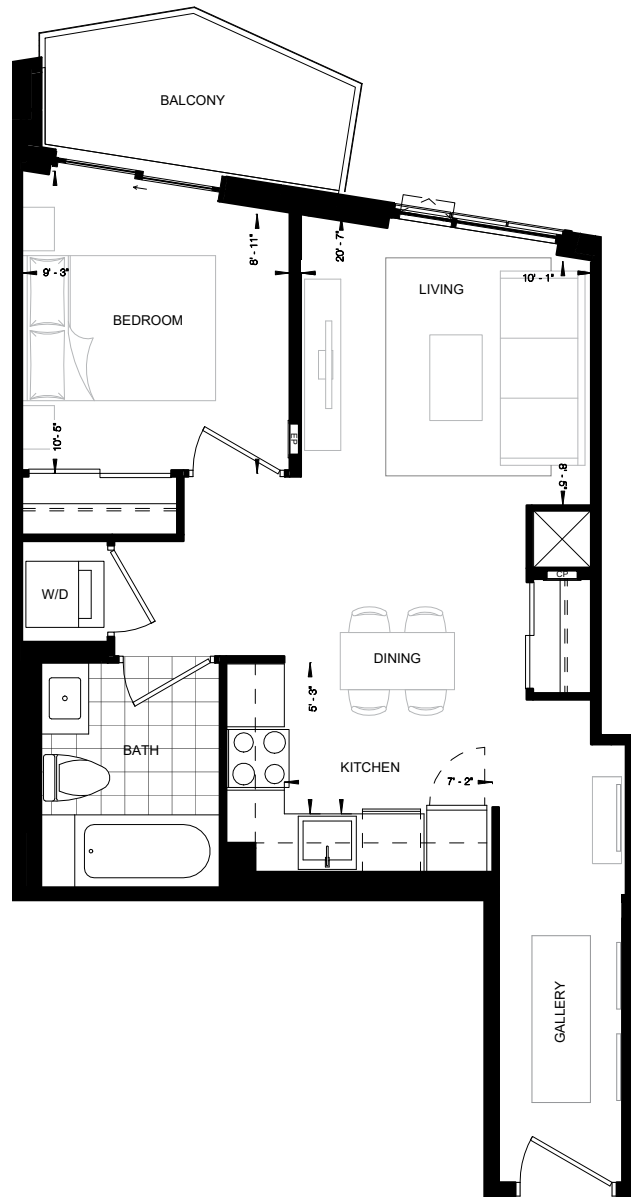 BALCONY
8' - 11"
20' - 7"
9' - 3"
10' - 1"
LIVING
BEDROOM
EP
10' - 5"
8' - 6"
CP
W/D
DINING
5' - 3"
BATH
KITCHEN
7' - 2"
GALLERY